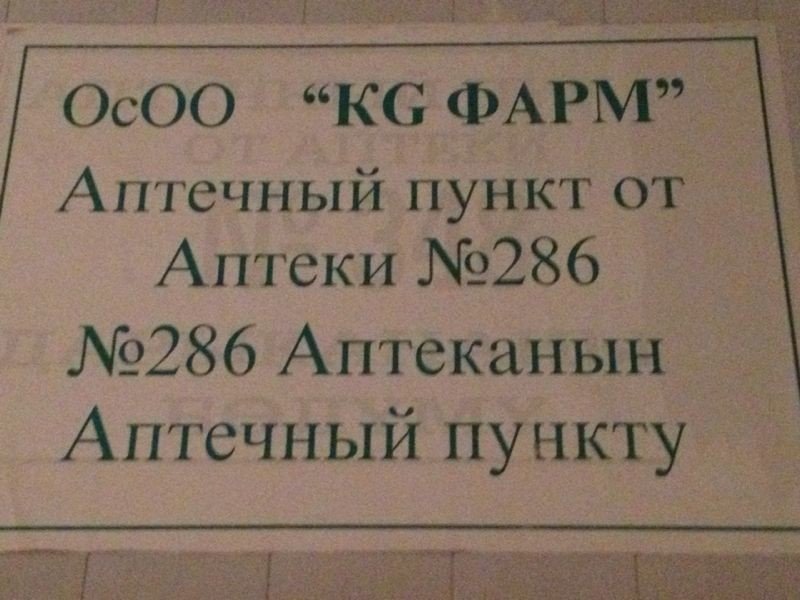 ОсОО “KG ФАРМ”
Аптечный пункт от
Аптеки №286
№286 Аптеканын
Аптечный пункту